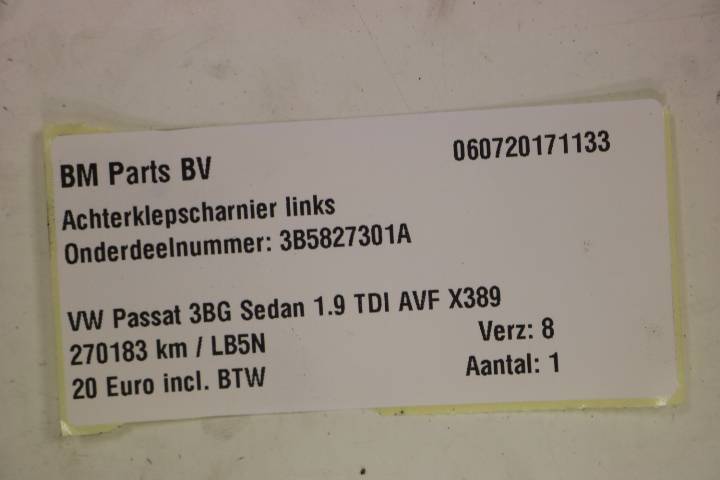 BM Parts BV 060720171133
Achterklepscharnier links
Onderdeelnummer: 3B5827301A
VW Passat 3BG Sedan 1.9 TDI AVF X389
270183 km / LB5N Verz: 8
20 Euro incl. BTW Aantal: 1